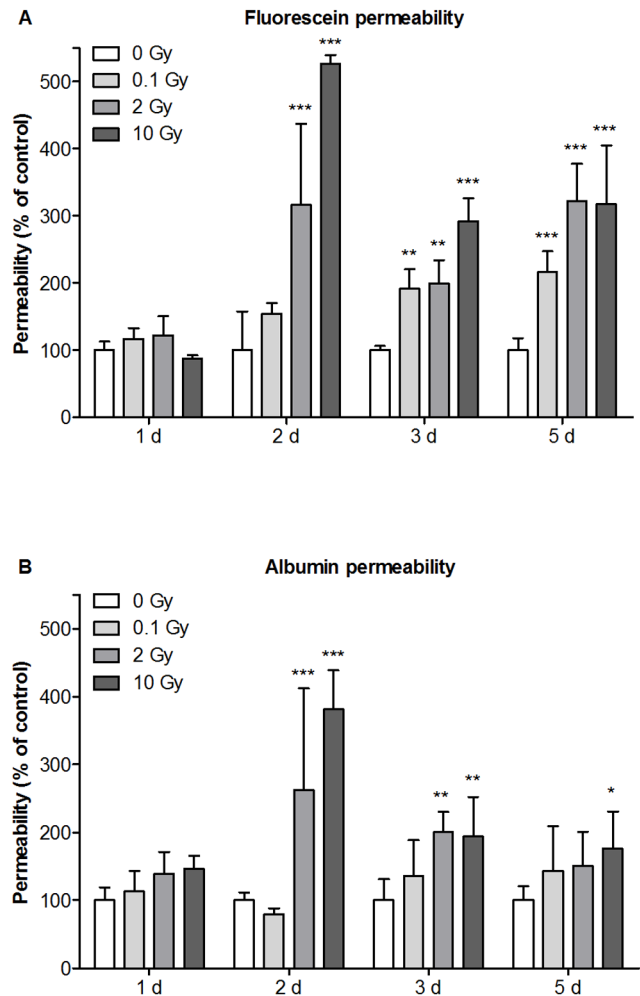 A
Fluorescein permeability
Permeability (% of control)
500
400
300
200
100
0
0 Gy
0.1 Gy
2 Gy
10 Gy
***
***
**
**
***
***
***
***
1 d
2 d
3 d
5 d
B
Albumin permeability
Permeability (% of control)
500
400
300
200
100
0
0 Gy
0.1 Gy
2 Gy
10 Gy
***
***
**
**
*
1 d
2 d
3 d
5 d